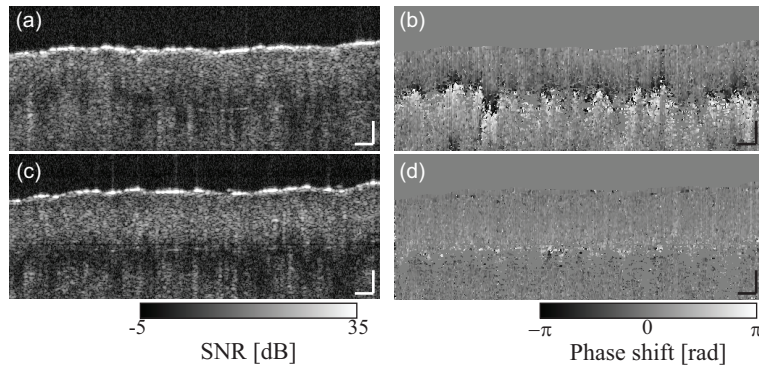 (a) (b)
(c) (d)
-5 35 -π 0 π
SNR [dB] Phase shift [rad]